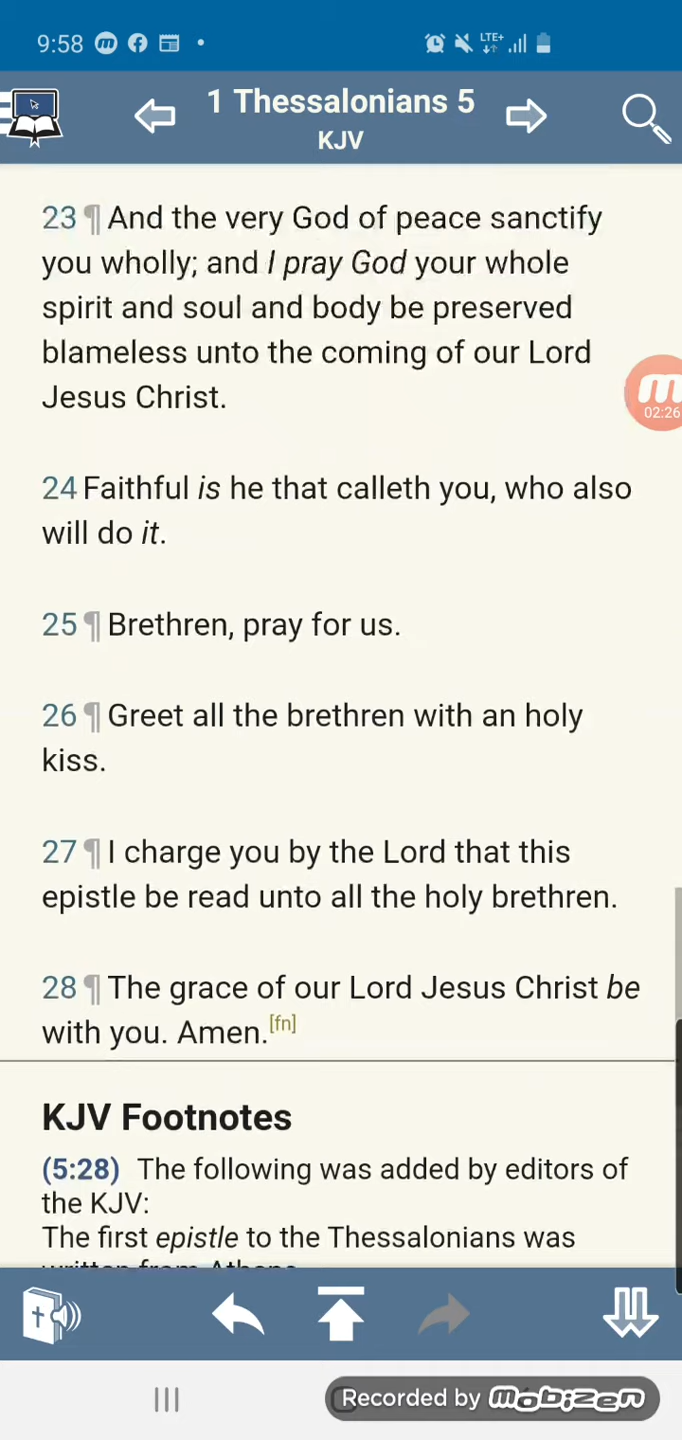 9:58 LTE+
1 Thessalonians 5
KJV
23 ¶ And the very God of peace sanctify
you wholly; and I pray God your whole
spirit and soul and body be preserved
blameless unto the coming of our Lord
Jesus Christ.
m
02:26
24 Faithful is he that calleth you, who also
will do it.
25 ¶ Brethren, pray for us.
26 ¶ Greet all the brethren with an holy
kiss.
27 ¶ I charge you by the Lord that this
epistle be read unto all the holy brethren.
28 ¶ The grace of our Lord Jesus Christ be
with you. Amen.[fn]
KJV Footnotes
(5:28) The following was added by editors of
the KJV:
The first epistle to the Thessalonians was
written from Athens
Recorded by mobizen